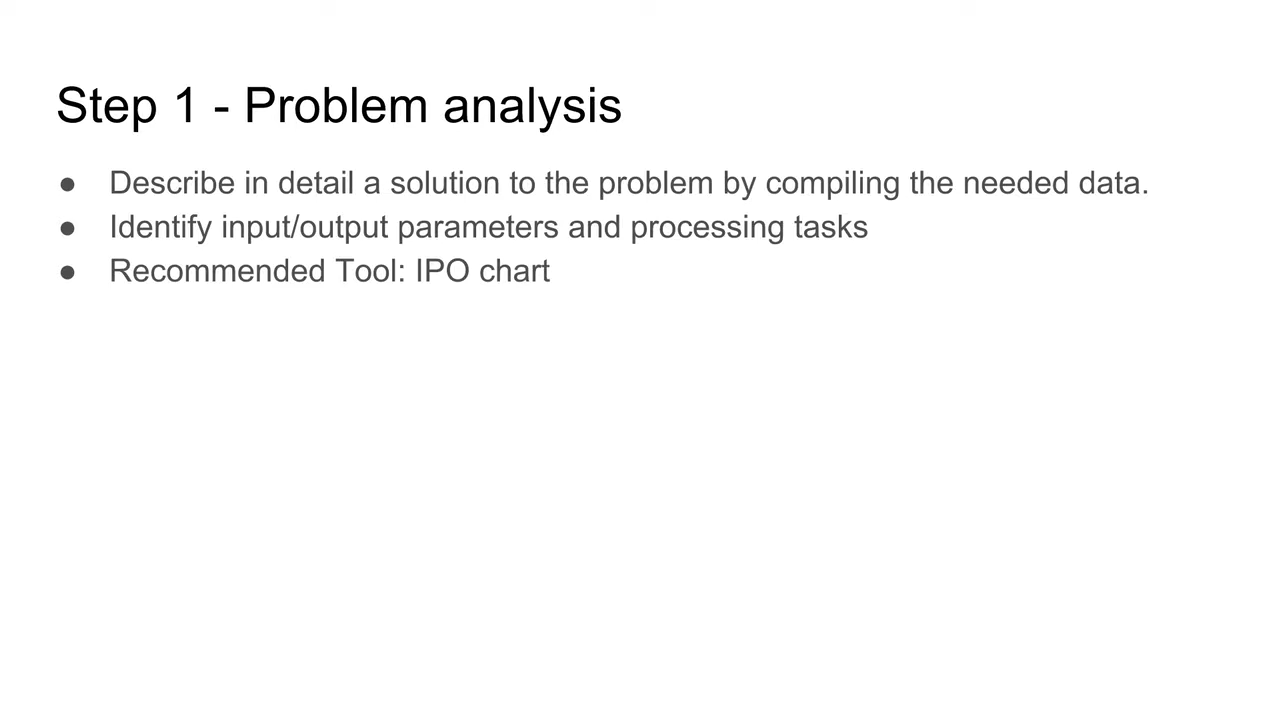 Step 1 - Problem analysis
● Describe in detail a solution to the problem by compiling the needed data.
● Identify input/output parameters and processing tasks
● Recommended Tool: IPO chart